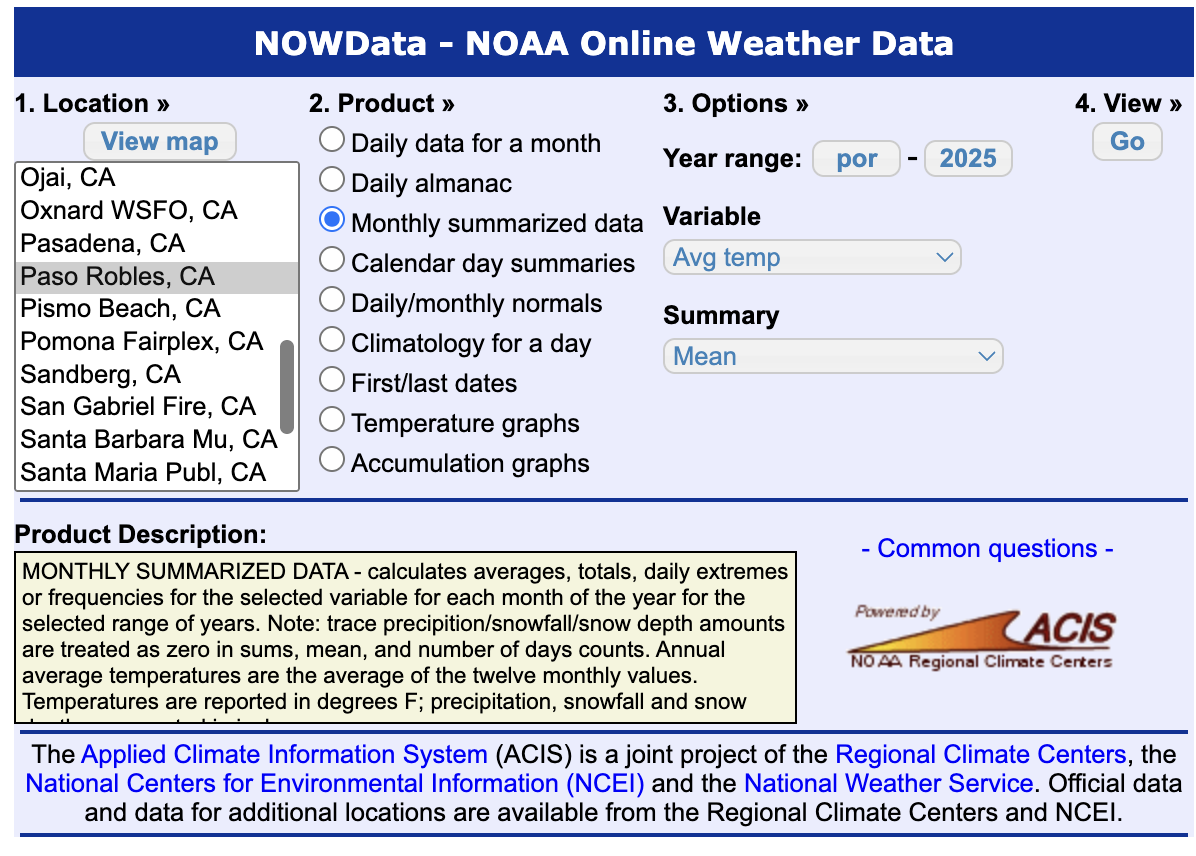 NOWData - NOAA Online Weather Data
1. Location »
View map
Ojai, CA
Oxnard WSFO, CA
Pasadena, CA
Paso Robles, CA
Pismo Beach, CA
Pomona Fairplex, CA
Sandberg, CA
San Gabriel Fire, CA
Santa Barbara Mu, CA
Santa Maria Publ, CA
2. Product »
Daily data for a month
Daily almanac
Monthly summarized data
Calendar day summaries
Daily/monthly normals
Climatology for a day
First/last dates
Temperature graphs
Accumulation graphs
3. Options »
Year range: por - 2025
Variable
Avg temp
Summary
Mean
4. View »
Go
Product Description:
MONTHLY SUMMARIZED DATA - calculates averages, totals, daily extremes
or frequencies for the selected variable for each month of the year for the
selected range of years. Note: trace precipition/snowfall/snow depth amounts
are treated as zero in sums, mean, and number of days counts. Annual
average temperatures are the average of the twelve monthly values.
Temperatures are reported in degrees F; precipitation, snowfall and snow
- Common questions -
Powered by
ACIS
NOAA Regional Climate Centers
The Applied Climate Information System (ACIS) is a joint project of the Regional Climate Centers, the
National Centers for Environmental Information (NCEI) and the National Weather Service. Official data
and data for additional locations are available from the Regional Climate Centers and NCEI.